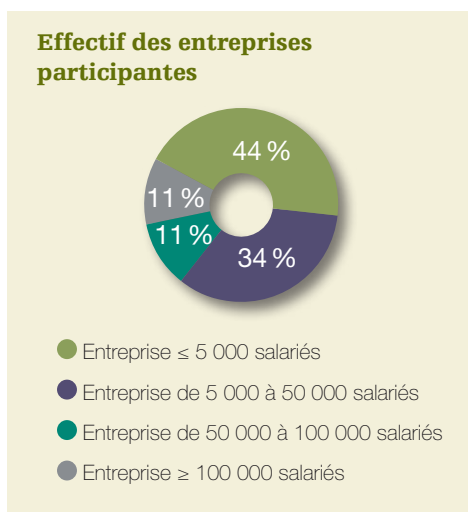 Effectif des entreprises
participantes
44 %
11 %
11 %
34 %
Entreprise ≤ 5 000 salariés
Entreprise de 5 000 à 50 000 salariés
Entreprise de 50 000 à 100 000 salariés
Entreprise ≥ 100 000 salariés